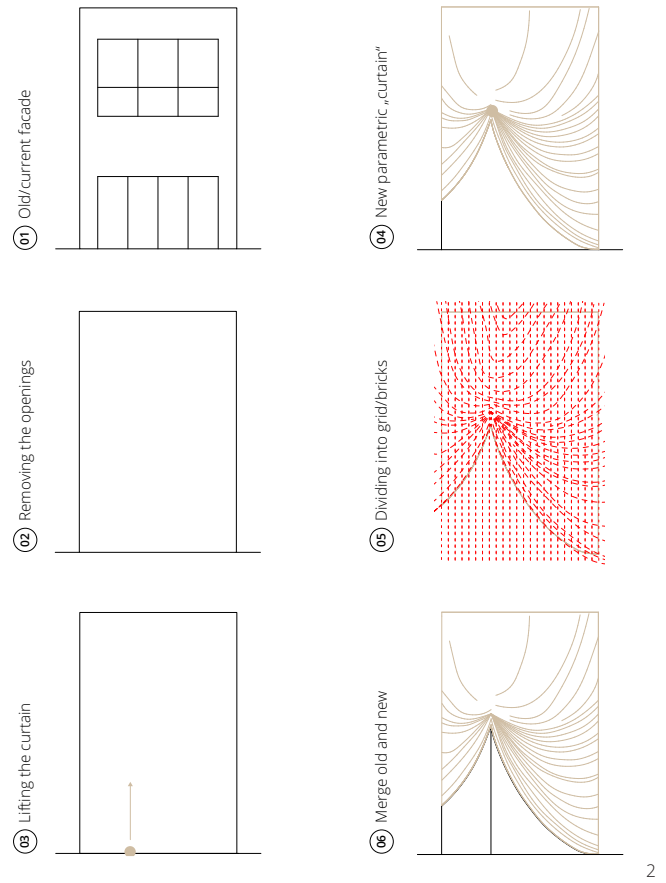 01 Old/current facade
02 Removing the openings
03 Lifting the curtain
04 New parametric „curtain“
05 Dividing into grid/bricks
06 Merge old and new
2